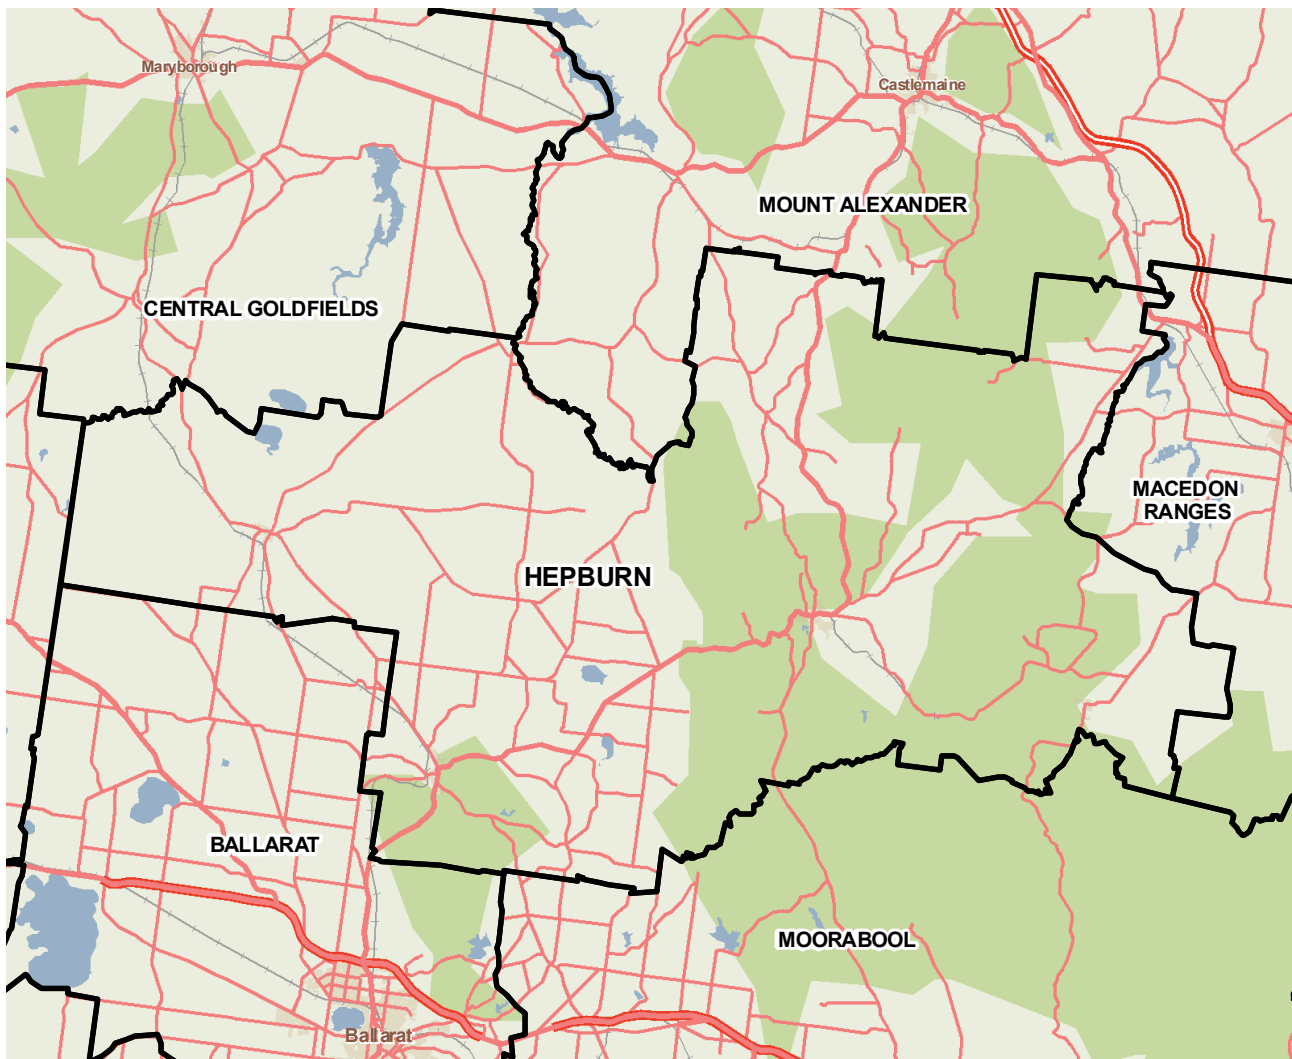 Maryborough
Castlemaine
MOUNT ALEXANDER
CENTRAL GOLDFIELDS
MACEDON
RANGES
HEPBURN
BALLARAT
MOORABOOL
Ballarat